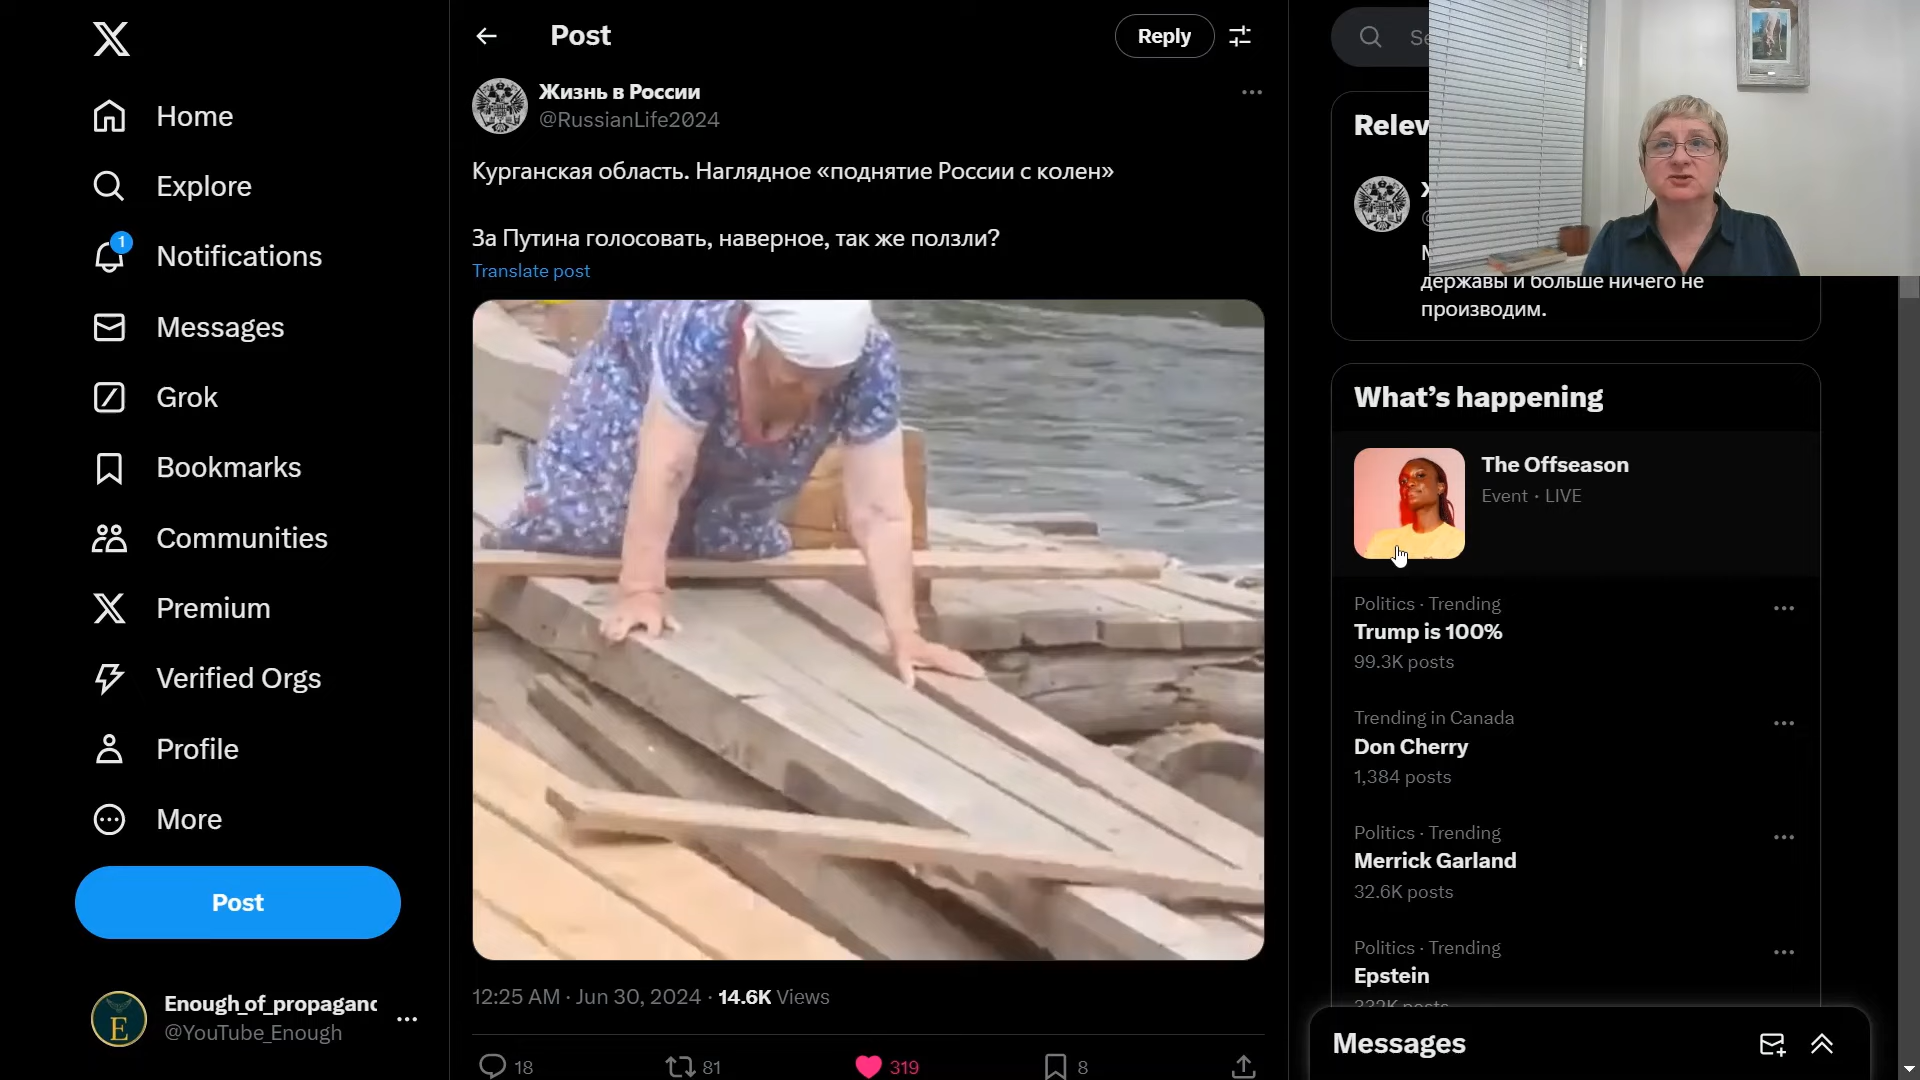 Home
Explore
1
Notifications
Messages
Grok
Bookmarks
Communities
Premium
Verified Orgs
Profile
More
Post
Enough_of_propaganc
@YouTube_Enough
Post
Reply
Жизнь в России
@RussianLife2024
Курганская область. Наглядное «поднятие России с колен»
За Путина голосовать, наверное, так же ползли?
Translate post
12:25 AM · Jun 30, 2024 · 14.6K Views
18
81
319
8
державы и больше ничего не
производим.
What's happening
The Offseason
Event · LIVE
Politics · Trending
Trump is 100%
99.3K posts
Trending in Canada
Don Cherry
1,384 posts
Politics · Trending
Merrick Garland
32.6K posts
Politics · Trending
Epstein
332K posts
Messages